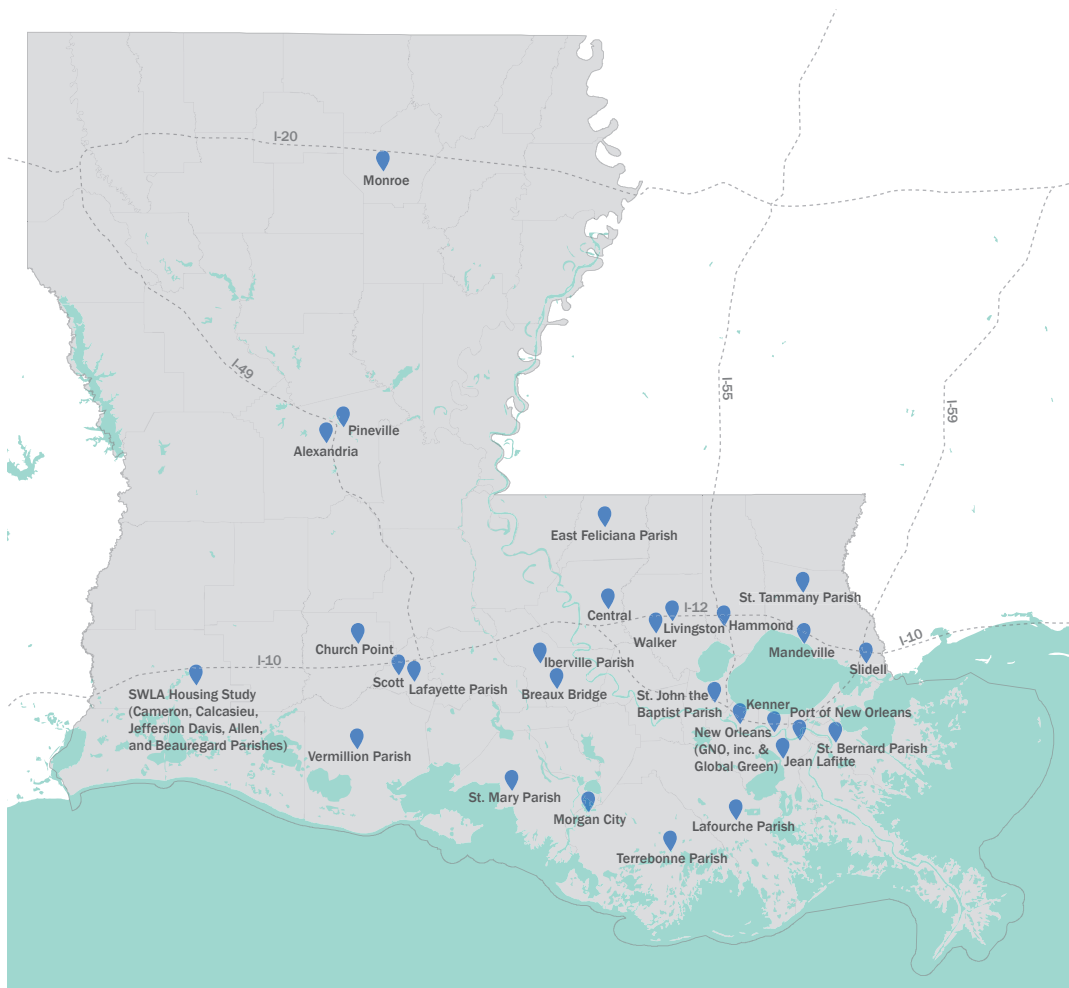 I-20
Monroe
I-49
I-55
I-59
Pineville
Alexandria
East Feliciana Parish
St. Tammany Parish
Central
I-12
Livingston
Hammond
Walker
I-10
Mandeville
Slidell
Church Point
I-10
Iberville Parish
Scott
Lafayette Parish
Breaux Bridge
SWLA Housing Study
(Cameron, Calcasieu,
Jefferson Davis, Allen,
and Beauregard Parishes)
St. John the
Baptist Parish
Kenner
Port of New Orleans
New Orleans
(GNO, inc. &
Global Green)
St. Bernard Parish
Jean Lafitte
Vermillion Parish
St. Mary Parish
Morgan City
Lafourche Parish
Terrebonne Parish